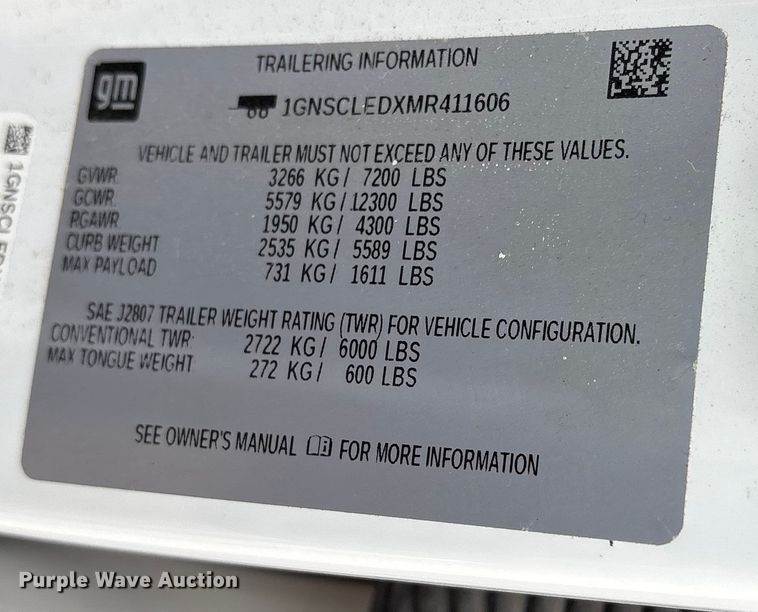 TRAILERING INFORMATION
gm
1GNSCLEDXMR411606
VEHICLE AND TRAILER MUST NOT EXCEED ANY OF THESE VALUES.
GVWR 3266 KG/ 7200 LBS
GCWR 5579 KG/12300 LBS
RGAWR 1950 KG/ 4300 LBS
CURB WEIGHT 2535 KG/ 5589 LBS
MAX PAYLOAD 731 KG/ 1611 LBS
SAE J2807 TRAILER WEIGHT RATING (TWR) FOR VEHICLE CONFIGURATION.
CONVENTIONAL TWR: 2722 KG/ 6000 LBS
MAX TONGUE WEIGHT 272 KG/ 600 LBS
SEE OWNER'S MANUAL FOR MORE INFORMATION
Purple Wave Auction